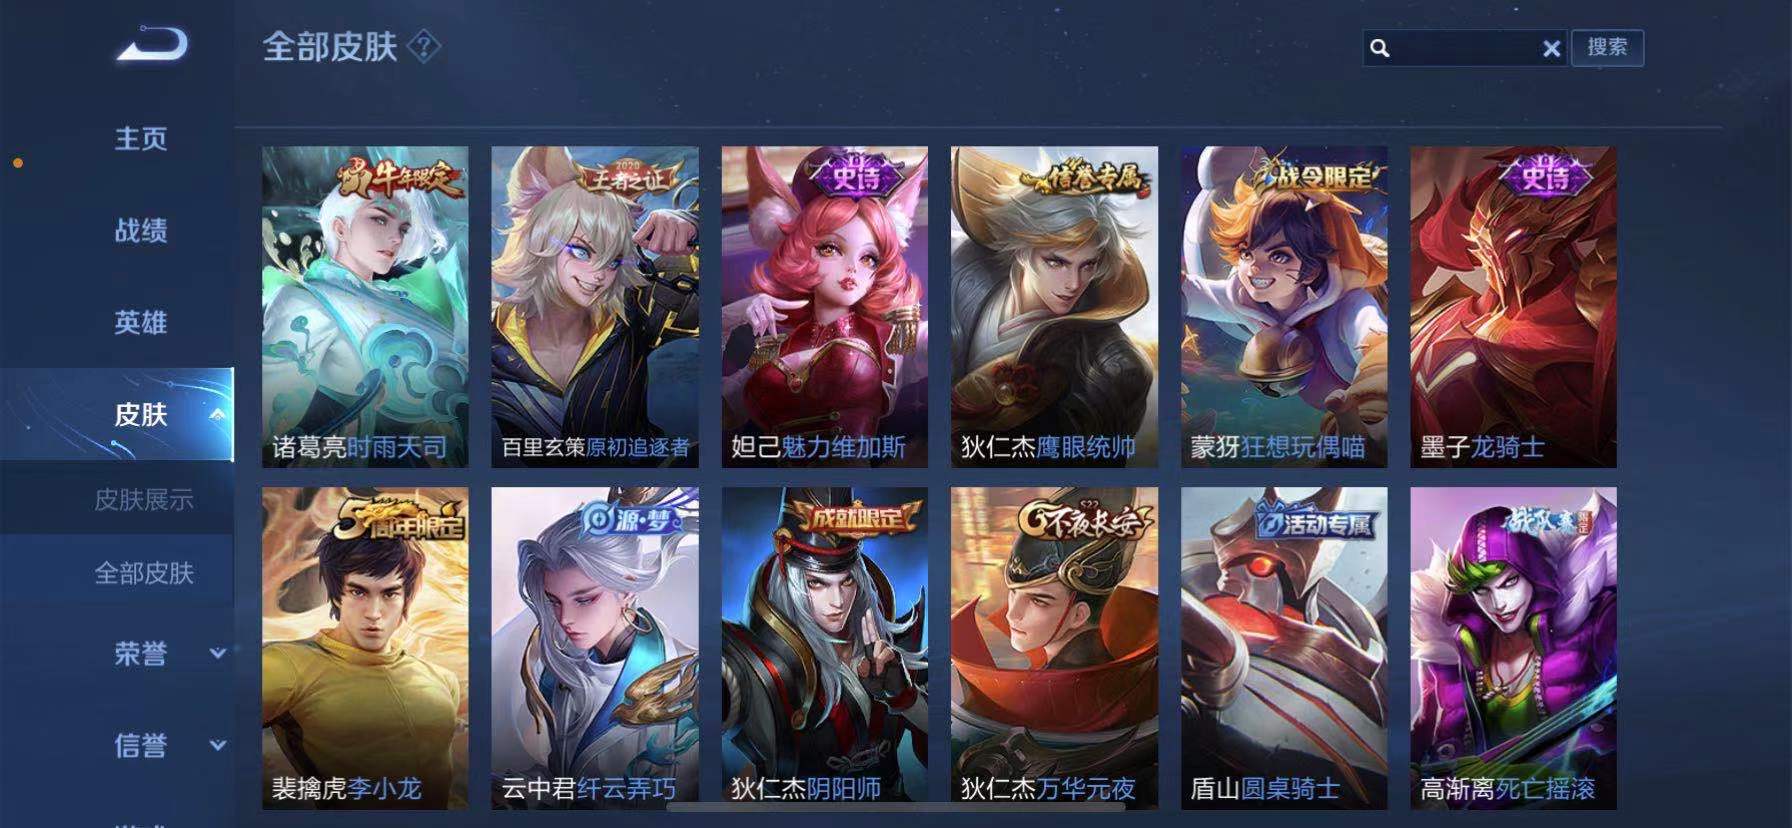 全部皮肤
搜索
主页
战绩
英雄
皮肤
皮肤展示
全部皮肤
荣誉
信誉
牛年限定
诸葛亮时雨天司
2020
王者之证
百里玄策原初追逐者
史诗
妲己魅力维加斯
信誉专属
狄仁杰鹰眼统帅
战令限定
蒙犽狂想玩偶喵
史诗
墨子龙骑士
5周年限定
裴擒虎李小龙
源·梦
云中君纤云弄巧
成就限定
狄仁杰阴阳师
不夜长安
狄仁杰万华元夜
活动专属
盾山圆桌骑士
战队赛
限定
高渐离死亡摇滚